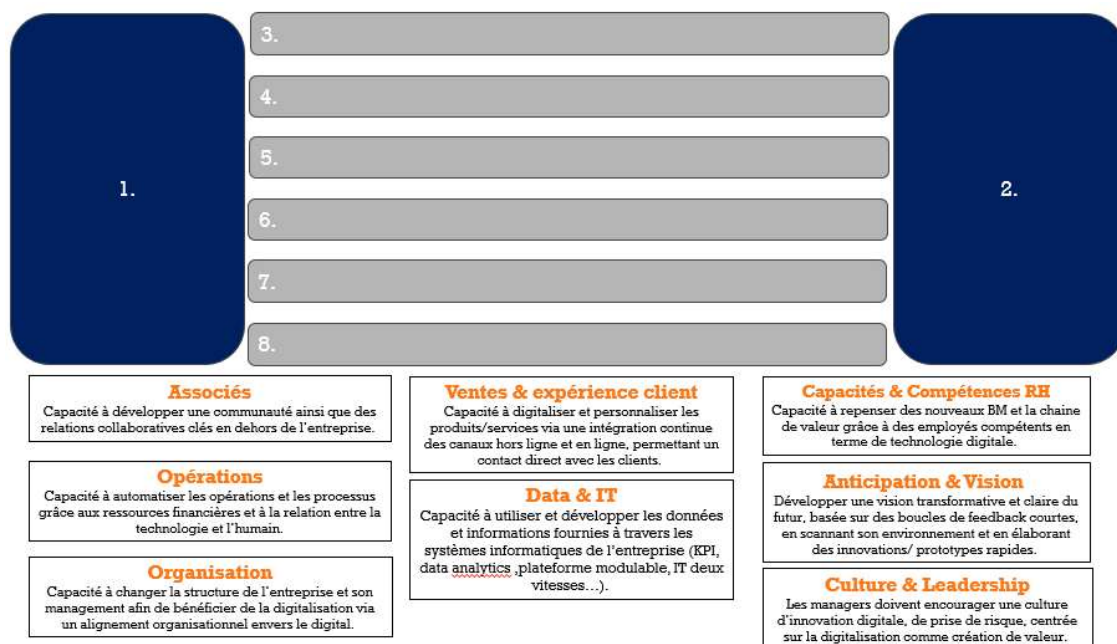 1.
3.
4.
5.
6.
7.
8.
2.
Associés
Capacité à développer une communauté ainsi que des
relations collaboratives clés en dehors de l'entreprise.
Opérations
Capacité à automatiser les opérations et les processus
grâce aux ressources financières et à la relation entre la
technologie et l'humain.
Organisation
Capacité à changer la structure de l'entreprise et son
management afin de bénéficier de la digitalisation via
un alignement organisationnel envers le digital.
Ventes & expérience client
Capacité à digitaliser et personnaliser les
produits/services via une intégration continue
des canaux hors ligne et en ligne, permettant un
contact direct avec les clients.
Data & IT
Capacité à utiliser et développer les données
et informations fournies à travers les
systèmes informatiques de l'entreprise (KPI,
data analytics ,plateforme modulable, IT deux
vitesses…).
Capacités & Compétences RH
Capacité à repenser des nouveaux BM et la chaine
de valeur grâce à des employés compétents en
terme de technologie digitale.
Anticipation & Vision
Développer une vision transformative et claire du
futur, basée sur des boucles de feedback courtes,
en scannant son environnement et en élaborant
des innovations/ prototypes rapides.
Culture & Leadership
Les managers doivent encourager une culture
d'innovation digitale, de prise de risque, centrée
sur la digitalisation comme création de valeur.